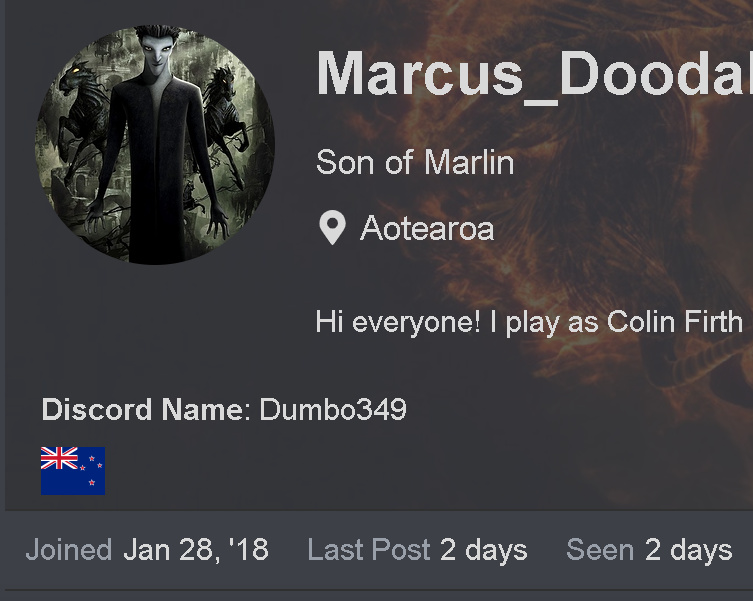 Marcus_Dooda
Son of Marlin
Aotearoa
Hi everyone! I play as Colin Firth
Discord Name: Dumbo349
Joined Jan 28, '18 Last Post 2 days Seen 2 days